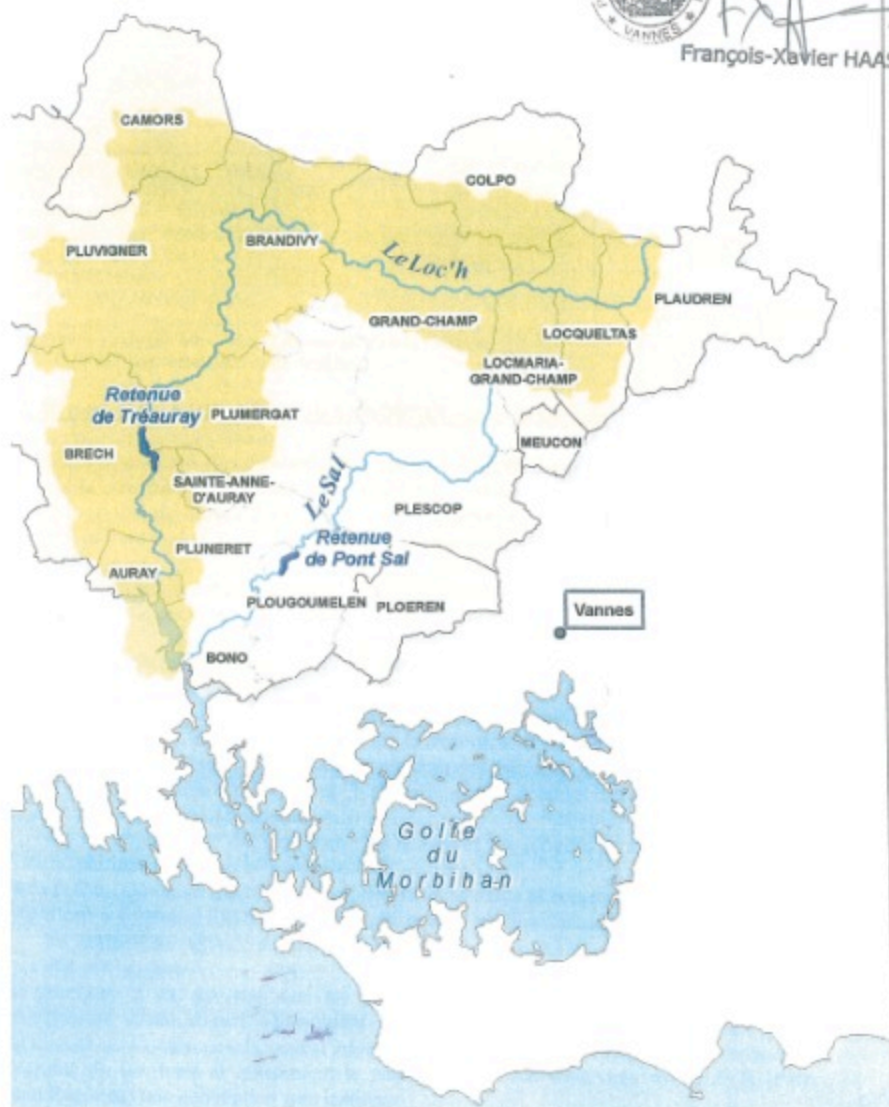 VANNES
François-Xavier HAAS
CAMORS
COLPO
PLUVIGNER
BRANDIVY
Le Loc'h
PLAUDREN
GRAND-CHAMP
LOCQUELTAS
LOCMARIA-
GRAND-CHAMP
Retenue
de Tréauray
PLUMERGAT
MEUCON
BRECH
SAINTE-ANNE-
D'AURAY
Le Sal
PLESCOP
PLUNERET
Retenue
de Pont Sal
AURAY
PLOUGOUMELEN
PLOEREN
Vannes
BONO
Golfe
du
Morbihan